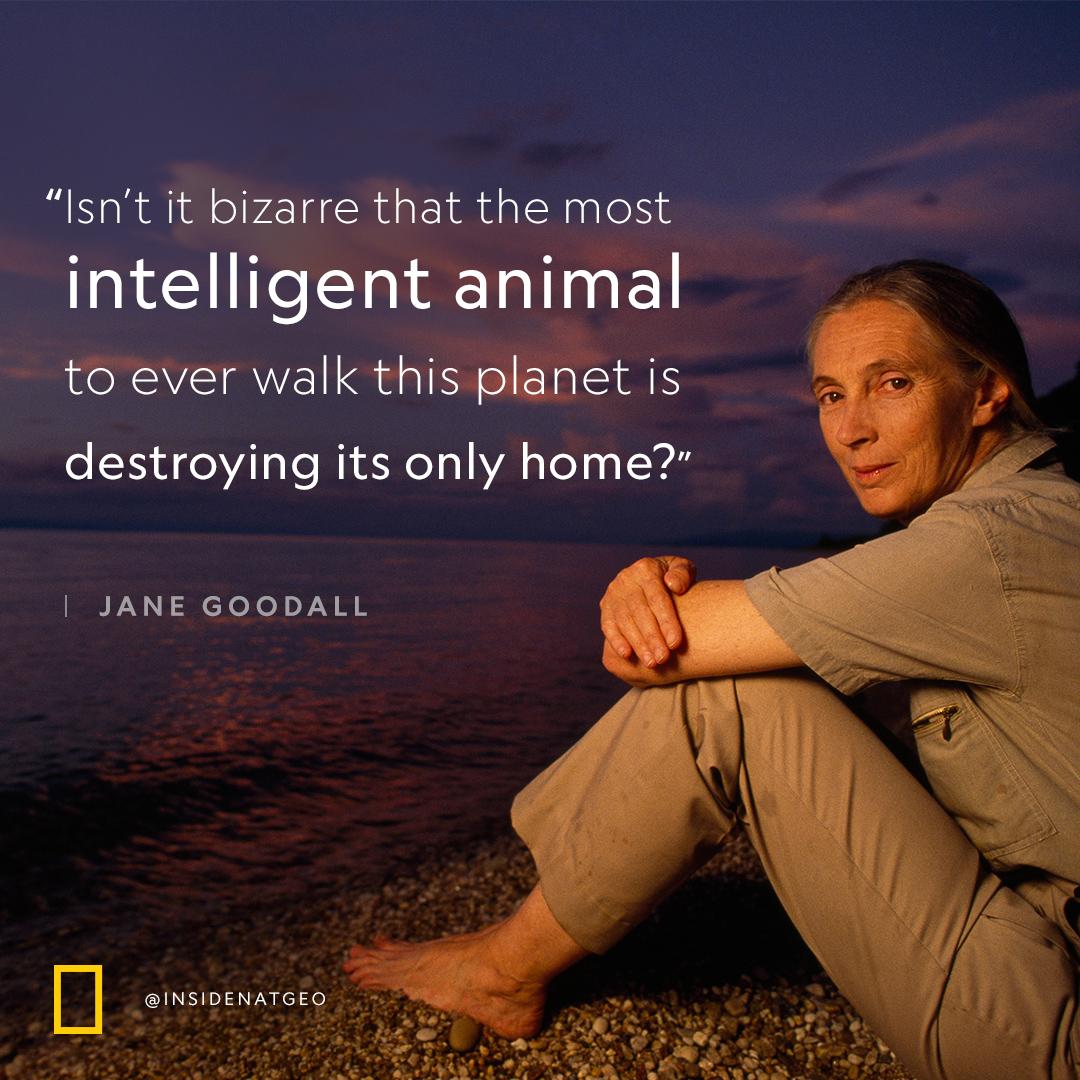 “Isn’t it bizarre that the most
intelligent animal
to ever walk this planet is
destroying its only home?”
| JANE GOODALL
@INSIDENATGEO